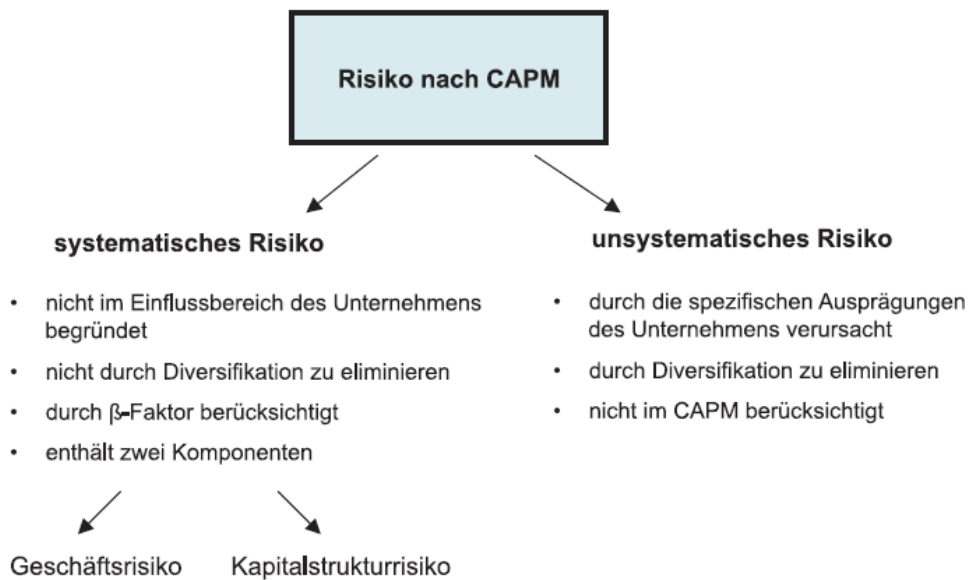 Risiko nach CAPM
systematisches Risiko
• nicht im Einflussbereich des Unternehmens
begründet
• nicht durch Diversifikation zu eliminieren
• durch β-Faktor berücksichtigt
• enthält zwei Komponenten
Geschäftsrisiko
Kapitalstrukturrisiko
unsystematisches Risiko
• durch die spezifischen Ausprägungen
des Unternehmens verursacht
• durch Diversifikation zu eliminieren
• nicht im CAPM berücksichtigt